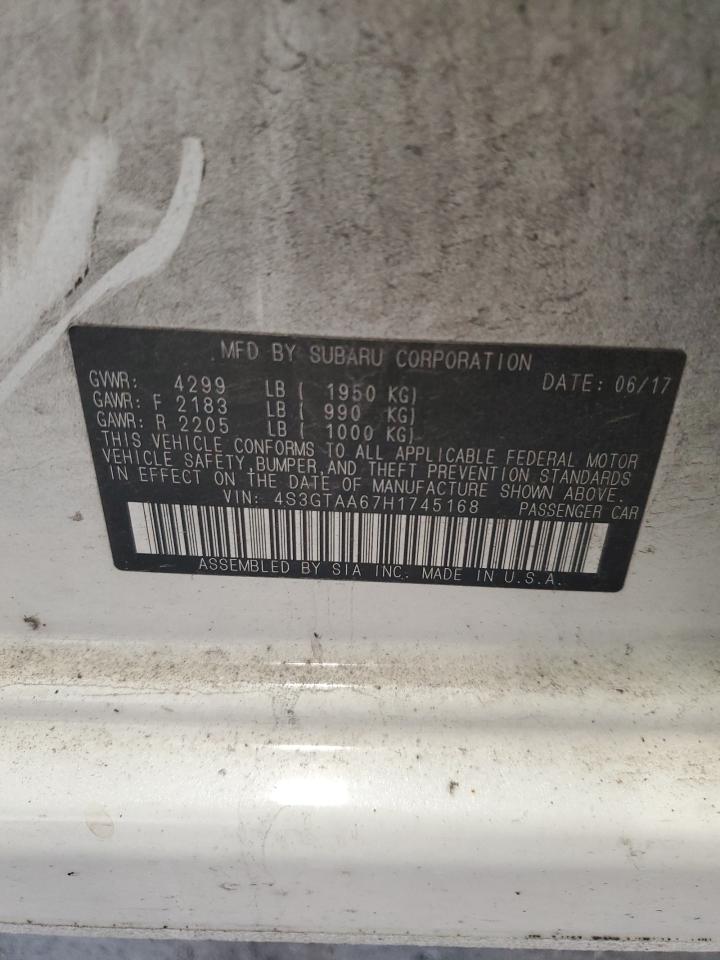 MFD BY SUBARU CORPORATION
DATE: 06/17
GVWR: 4299 LB ( 1950 KG)
GAWR: F 2183 LB ( 990 KG)
GAWR: R 2205 LB ( 1000 KG)
THIS VEHICLE CONFORMS TO ALL APPLICABLE FEDERAL MOTOR
VEHICLE SAFETY, BUMPER, AND THEFT PREVENTION STANDARDS
IN EFFECT ON THE DATE OF MANUFACTURE SHOWN ABOVE.
VIN: 4S3GTAA67H1745168 PASSENGER CAR
ASSEMBLED BY SIA INC. MADE IN U.S.A.